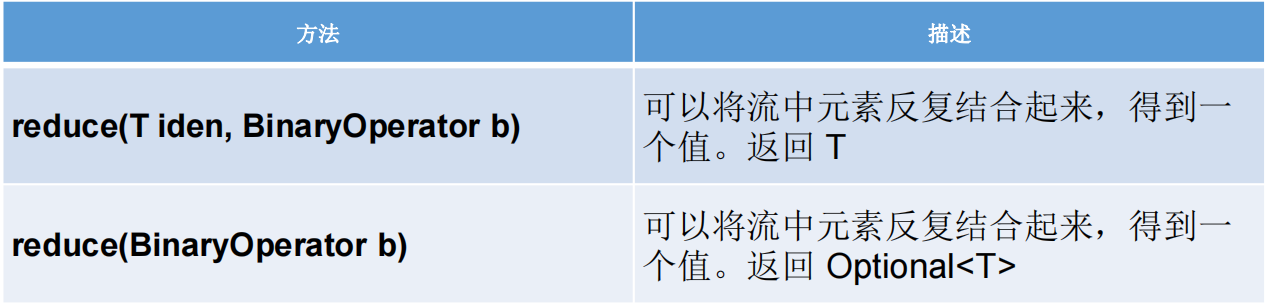 方法
描述
reduce(T iden, BinaryOperator b)
可以将流中元素反复结合起来，得到一
个值。返回 T
reduce(BinaryOperator b)
可以将流中元素反复结合起来，得到一
个值。返回 Optional<T>